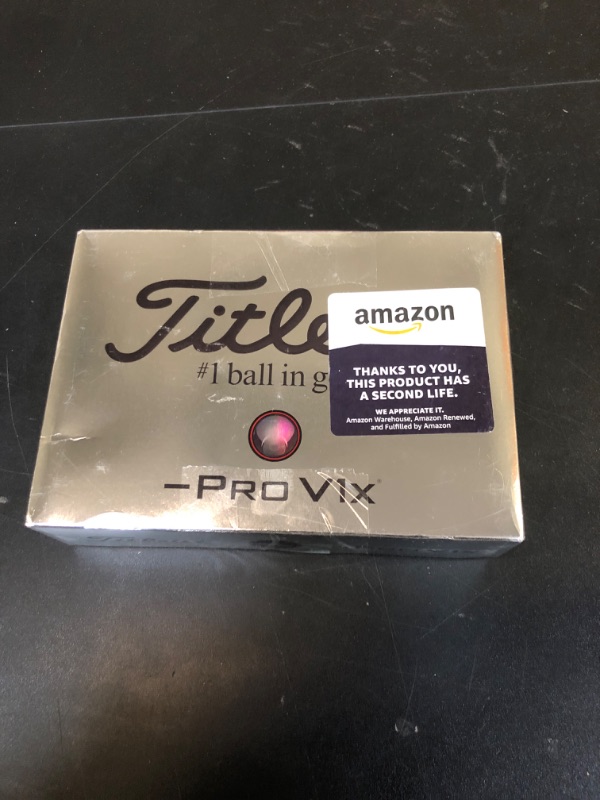 Title
#1 ball in g
amazon
THANKS TO YOU,
THIS PRODUCT HAS
A SECOND LIFE.
WE APPRECIATE IT.
Amazon Warehouse, Amazon Renewed,
and Fulfilled by Amazon
-PRO V1x